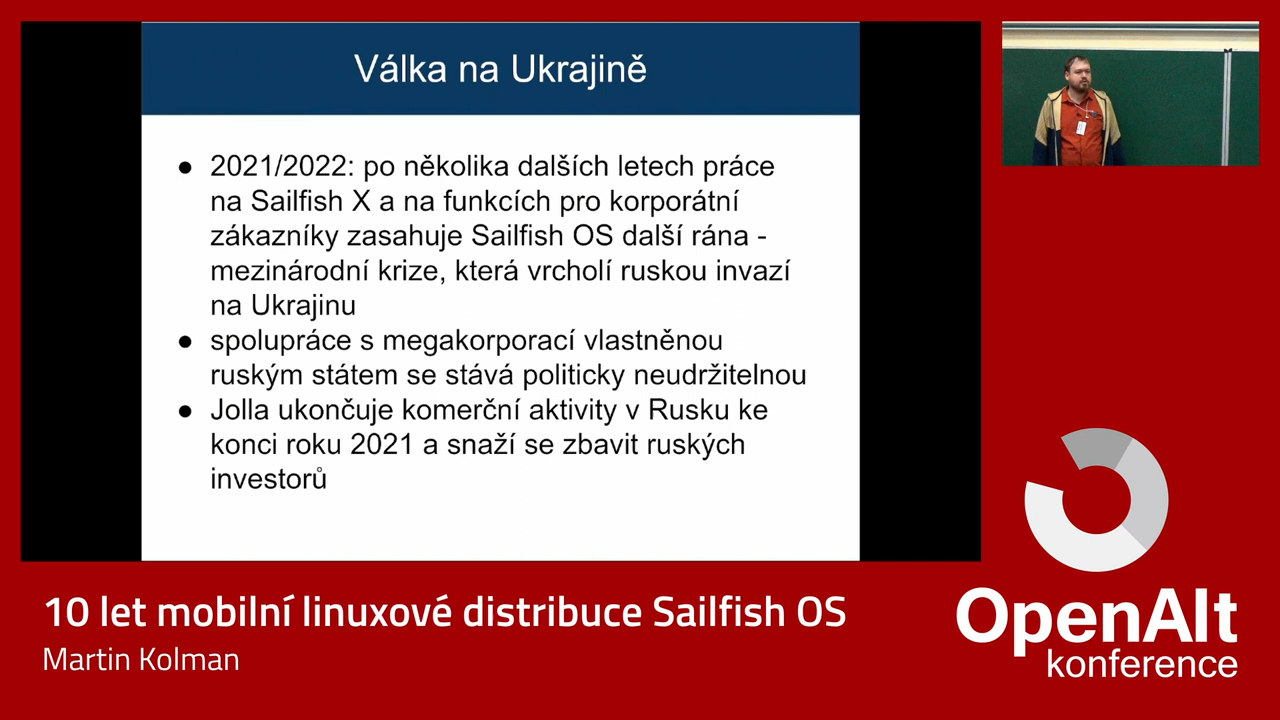 Válka na Ukrajině
● 2021/2022: po několika dalších letech práce
na Sailfish X a na funkcích pro korporátní
zákazníky zasahuje Sailfish OS další rána -
mezinárodní krize, která vrcholí ruskou invazí
na Ukrajinu
● spolupráce s megakorporací vlastněnou
ruským státem se stává politicky neudržitelnou
● Jolla ukončuje komerční aktivity v Rusku ke
konci roku 2021 a snaží se zbavit ruských
investorů
10 let mobilní linuxové distribuce Sailfish OS
Martin Kolman
OpenAlt
konference